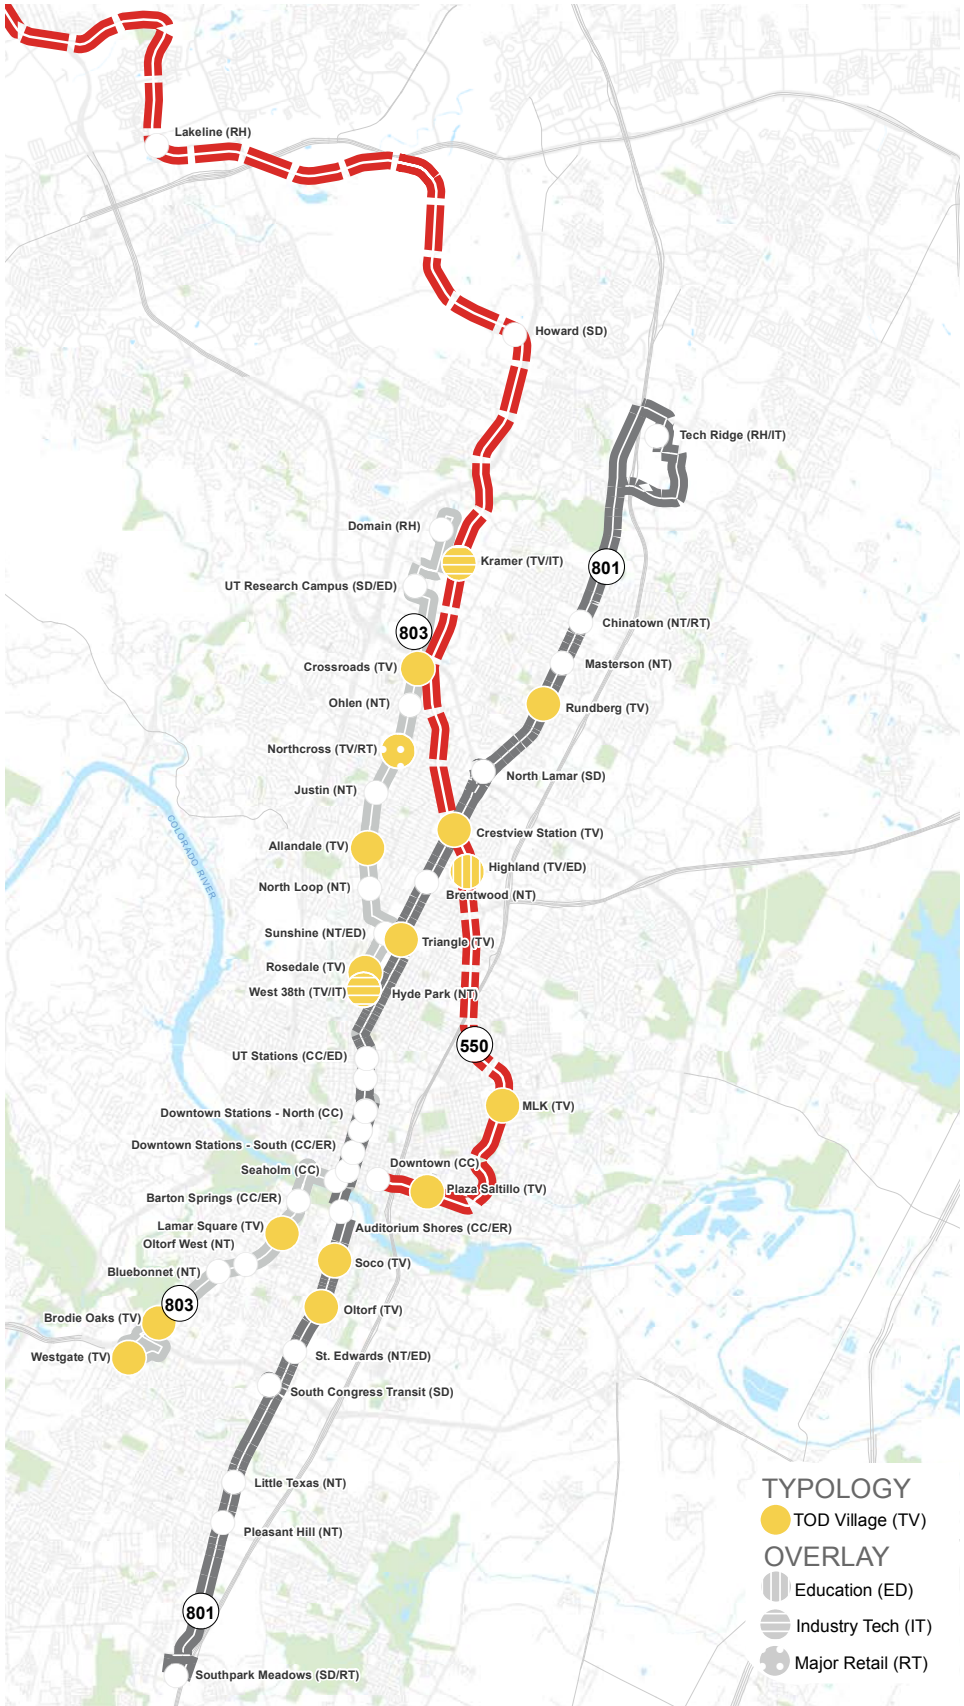 Lakeline (RH)
Howard (SD)
Tech Ridge (RH/IT)
Domain (RH)
Kramer (TV/IT)
801
UT Research Campus (SD/ED)
Chinatown (NT/RT)
803
Crossroads (TV)
Masterson (NT)
Ohlen (NT)
Rundberg (TV)
Northcross (TV/RT)
North Lamar (SD)
Justin (NT)
COLORADO RIVER
Crestview Station (TV)
Allandale (TV)
Highland (TV/ED)
North Loop (NT)
Brentwood (NT)
Sunshine (NT/ED)
Triangle (TV)
Rosedale (TV)
West 38th (TV/IT)
Hyde Park (NT)
550
UT Stations (CC/ED)
MLK (TV)
Downtown Stations - North (CC)
Downtown Stations - South (CC/ER)
Downtown (CC)
Seaholm (CC)
Plaza Saltillo (TV)
Barton Springs (CC/ER)
Lamar Square (TV)
Auditorium Shores (CC/ER)
Oltorf West (NT)
Soco (TV)
Bluebonnet (NT)
803
Oltorf (TV)
Brodie Oaks (TV)
Westgate (TV)
St. Edwards (NT/ED)
South Congress Transit (SD)
Little Texas (NT)
Pleasant Hill (NT)
801
Southpark Meadows (SD/RT)
TYPOLOGY
TOD Village (TV)
OVERLAY
Education (ED)
Industry Tech (IT)
Major Retail (RT)